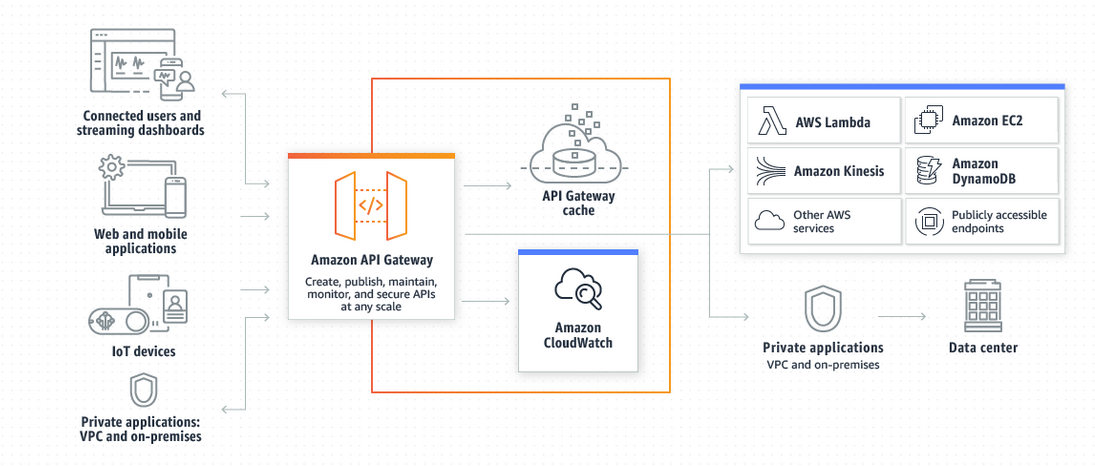 Connected users and
streaming dashboards
Web and mobile
applications
IoT devices
Private applications:
VPC and on-premises
</>
Amazon API Gateway
Create, publish, maintain,
monitor, and secure APIs
at any scale
API Gateway
cache
Amazon
CloudWatch
AWS Lambda
Amazon EC2
Amazon Kinesis
Amazon
DynamoDB
Other AWS
services
Publicly accessible
endpoints
Private applications
VPC and on-premises
Data center